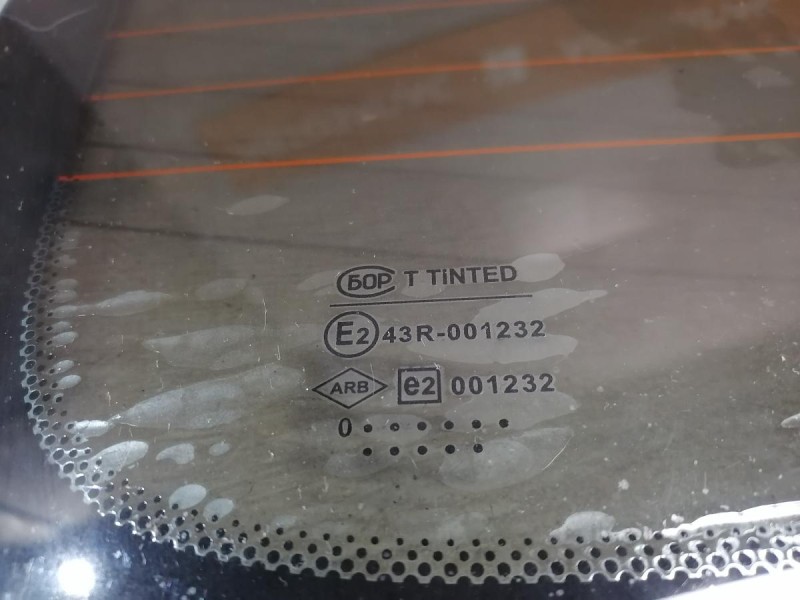 БОР T TINTED
E2 43R-001232
ARB e2 001232
0 • • • • • •
• • • • •